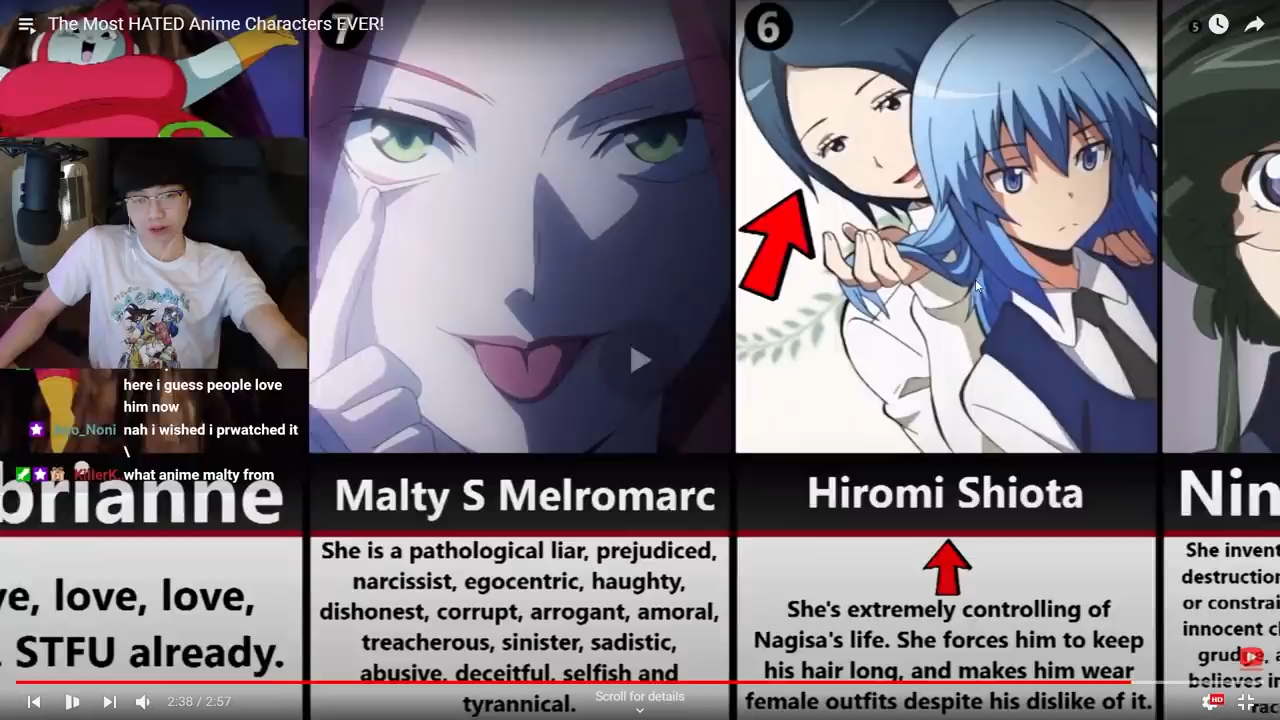 The Most HATED Anime Characters EVER!
7
6
5
here i guess people love
him now
nah i wished i prwatched it
\
KillerK. what anime malty from
brianne
Malty S Melromarc
Hiromi Shiota
Nin
ve, love, love,
STFU already.
She is a pathological liar, prejudiced,
narcissist, egocentric, haughty,
dishonest, corrupt, arrogant, amoral,
treacherous, sinister, sadistic,
abusive, deceitful, selfish and
tyrannical.
She's extremely controlling of
Nagisa's life. She forces him to keep
his hair long, and makes him wear
female outfits despite his dislike of it.
She invent
destruction
or constrai
innocent c
believes i
2:38 / 2:57
Scroll for details
HD